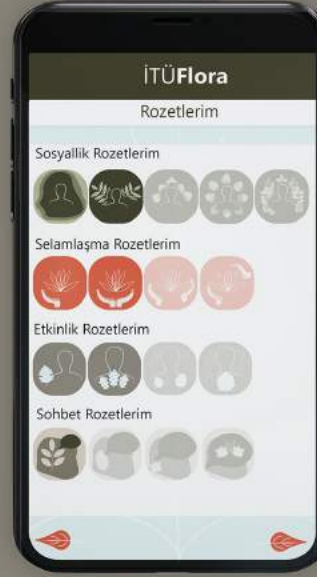 İTÜFlora
Rozetlerim
Sosyallik Rozetlerim
Selamlaşma Rozetlerim
Etkinlik Rozetlerim
Sohbet Rozetlerim